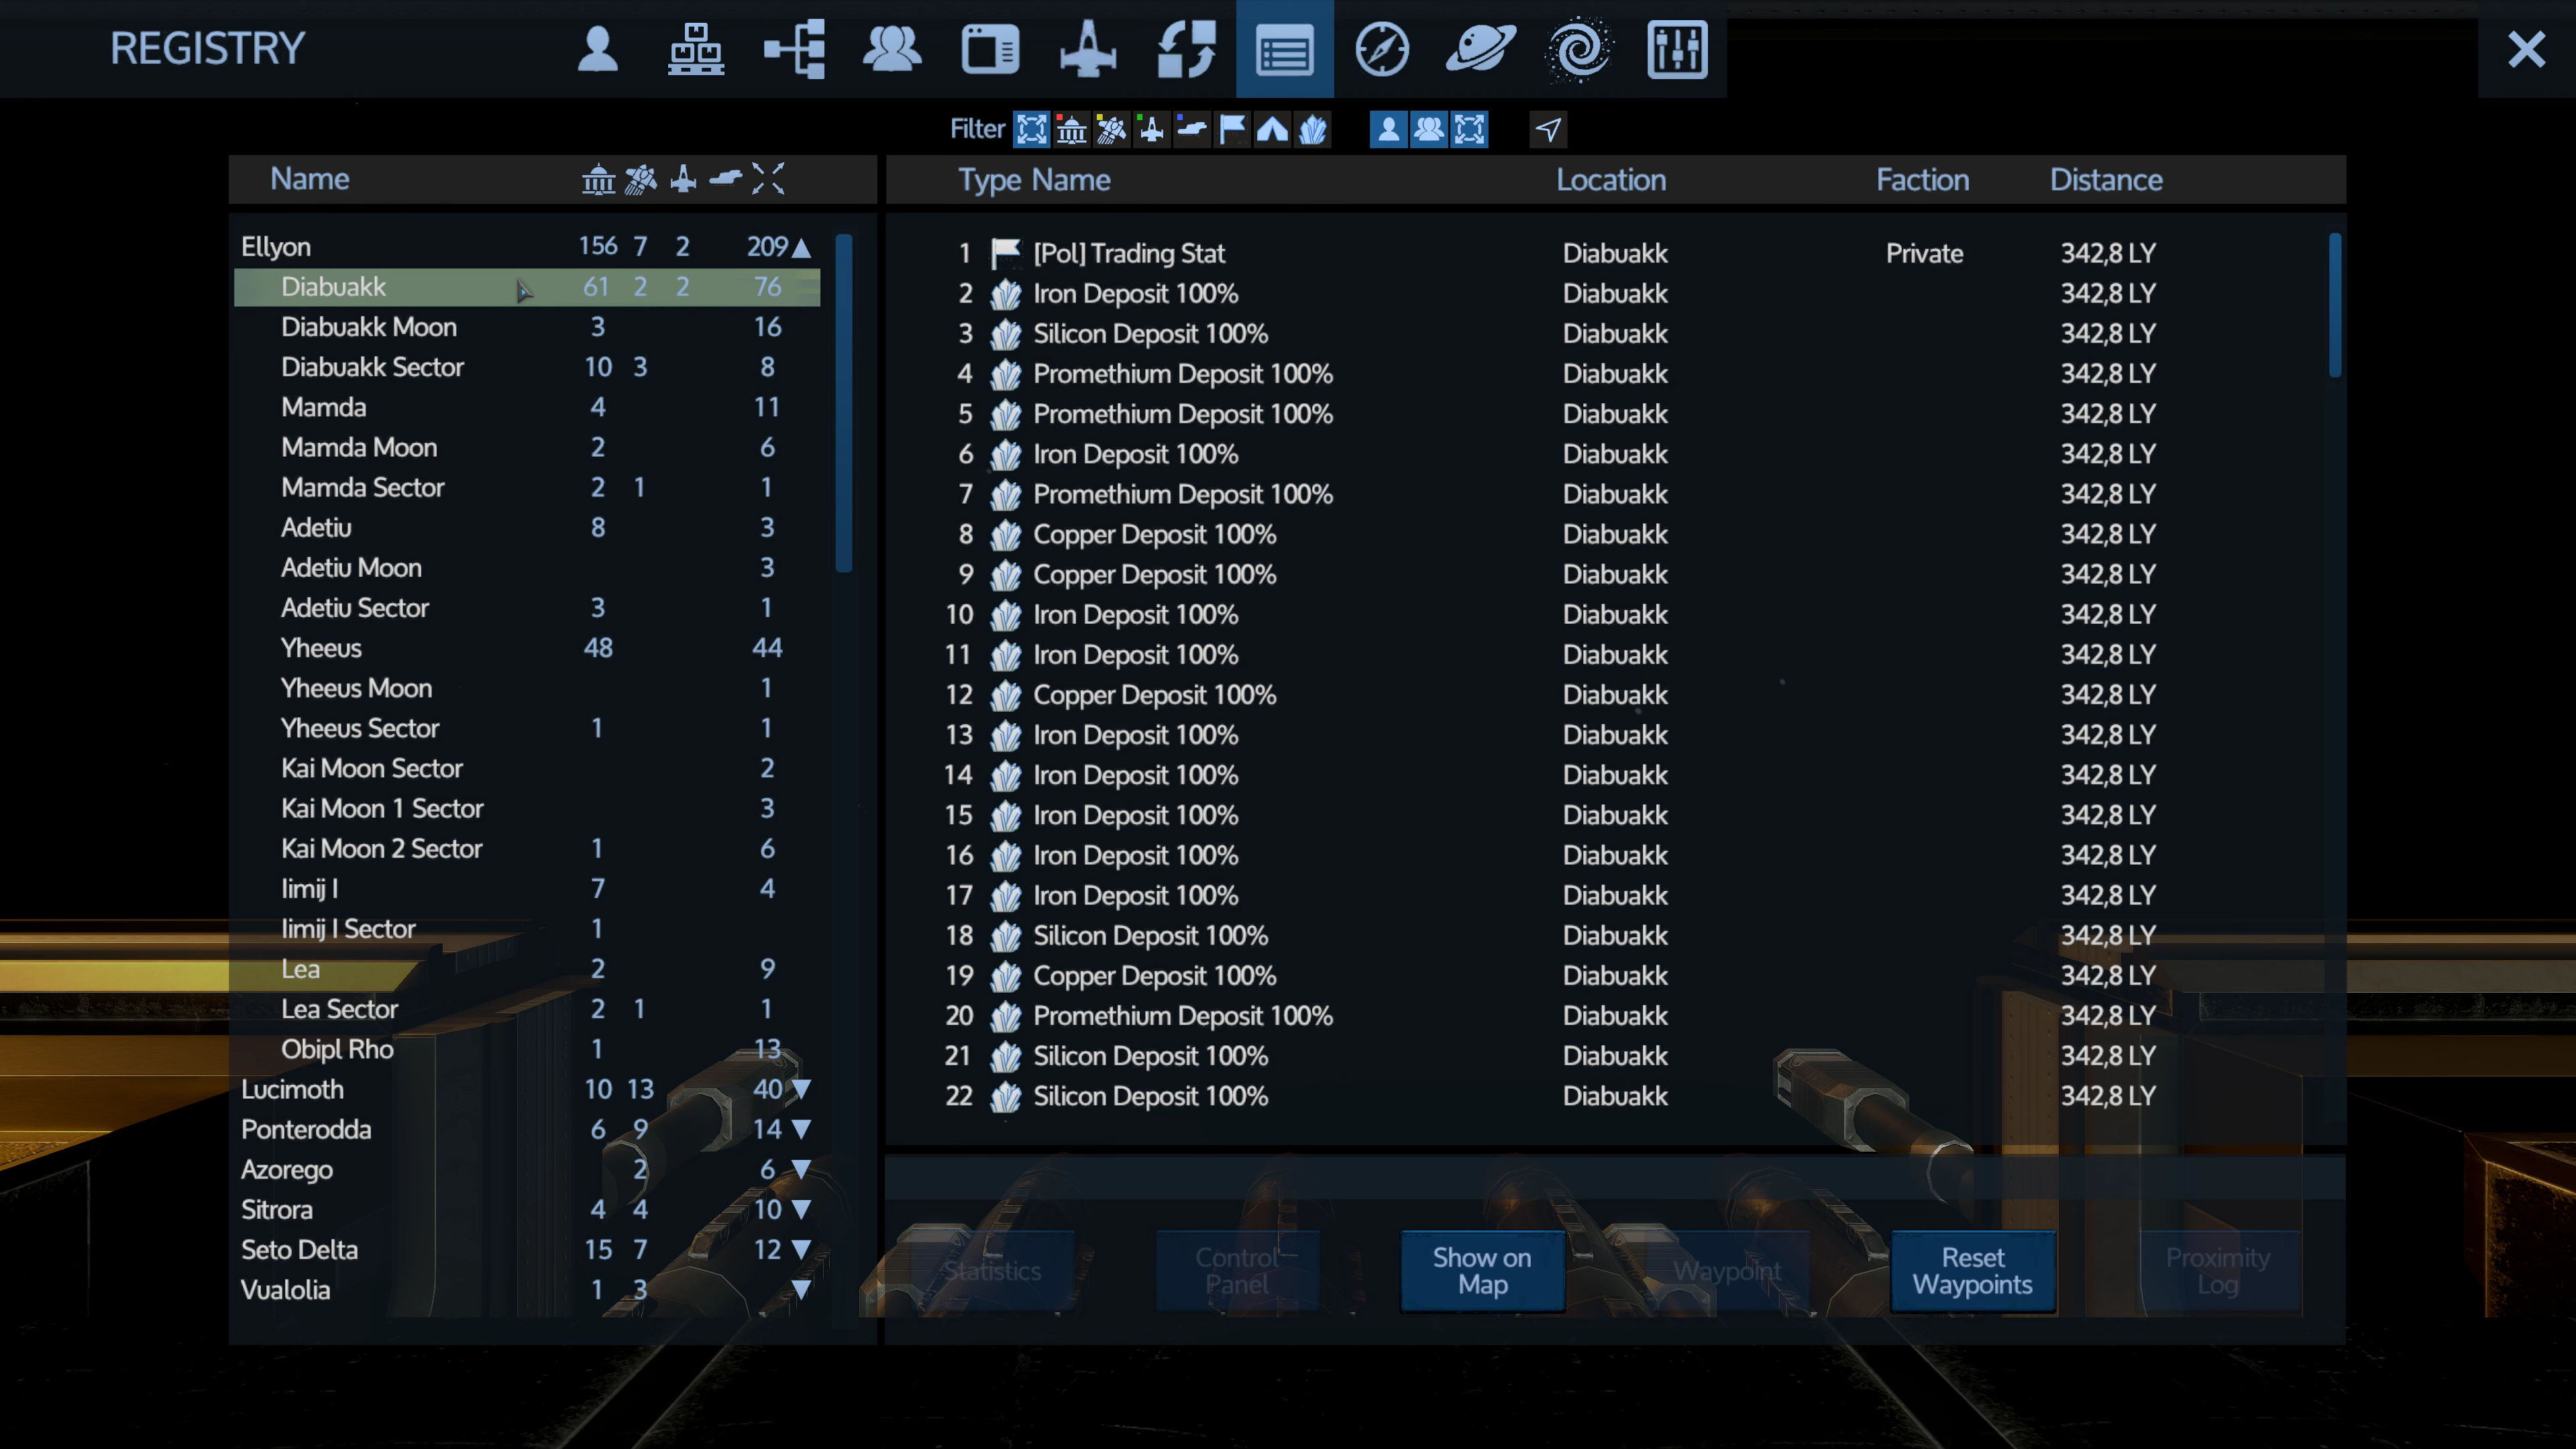 REGISTRY
Filter
Name
Ellyon 156 7 2 209
Diabuakk 61 2 2 76
Diabuakk Moon 3 16
Diabuakk Sector 10 3 8
Mamda 4 11
Mamda Moon 2 6
Mamda Sector 2 1 1
Adetiu 8 3
Adetiu Moon 3
Adetiu Sector 3 1
Yheeus 48 44
Yheeus Moon 1
Yheeus Sector 1 1
Kai Moon Sector 2
Kai Moon 1 Sector 3
Kai Moon 2 Sector 1 6
Iimij I 7 4
Iimij I Sector 1
Lea 2 9
Lea Sector 2 1 1
Obipl Rho 1 13
Lucimoth 10 13 40
Ponterodda 6 9 14
Azorego 2 6
Sitrora 4 4 10
Seto Delta 15 7 12
Vualolia 1 3
Type Name Location Faction Distance
1 [Pol] Trading Stat Diabuakk Private 342,8 LY
2 Iron Deposit 100% Diabuakk 342,8 LY
3 Silicon Deposit 100% Diabuakk 342,8 LY
4 Promethium Deposit 100% Diabuakk 342,8 LY
5 Promethium Deposit 100% Diabuakk 342,8 LY
6 Iron Deposit 100% Diabuakk 342,8 LY
7 Promethium Deposit 100% Diabuakk 342,8 LY
8 Copper Deposit 100% Diabuakk 342,8 LY
9 Copper Deposit 100% Diabuakk 342,8 LY
10 Iron Deposit 100% Diabuakk 342,8 LY
11 Iron Deposit 100% Diabuakk 342,8 LY
12 Copper Deposit 100% Diabuakk 342,8 LY
13 Iron Deposit 100% Diabuakk 342,8 LY
14 Iron Deposit 100% Diabuakk 342,8 LY
15 Iron Deposit 100% Diabuakk 342,8 LY
16 Iron Deposit 100% Diabuakk 342,8 LY
17 Iron Deposit 100% Diabuakk 342,8 LY
18 Silicon Deposit 100% Diabuakk 342,8 LY
19 Copper Deposit 100% Diabuakk 342,8 LY
20 Promethium Deposit 100% Diabuakk 342,8 LY
21 Silicon Deposit 100% Diabuakk 342,8 LY
22 Silicon Deposit 100% Diabuakk 342,8 LY
Statistics
Control
Panel
Show on
Map
Waypoint
Reset
Waypoints
Proximity
Log